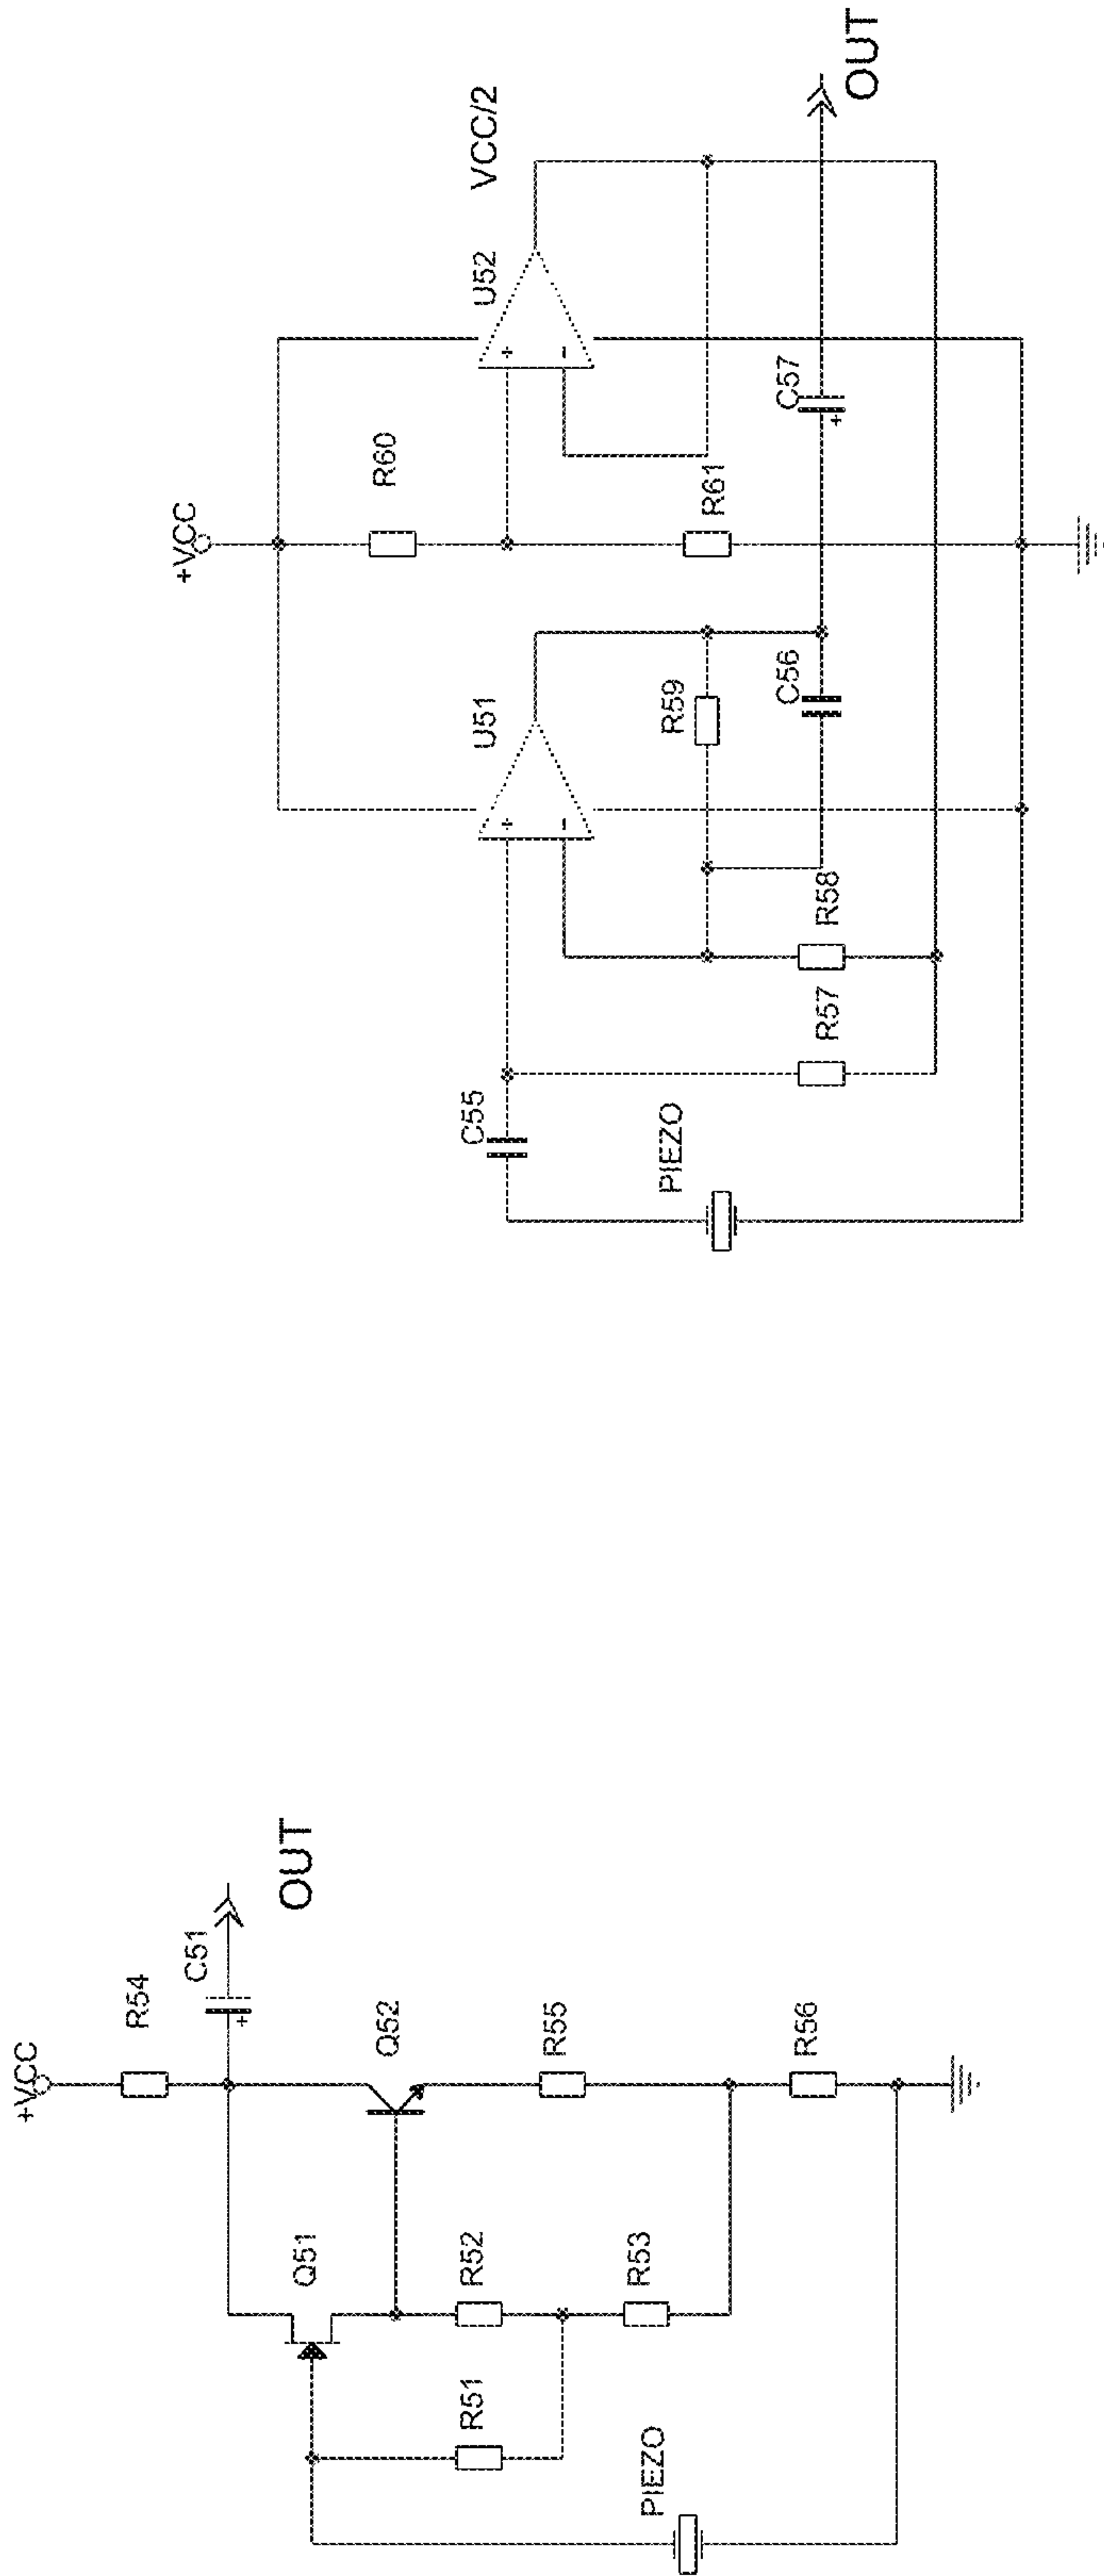 +VCC
R54
C51
OUT
Q51
Q52
R51
R52
R53
R55
R56
PIEZO
+VCC
R60
U51
U52
VCC/2
+
−
+
−
C55
R59
R61
PIEZO
R57
R58
C56
C57
+
OUT
+